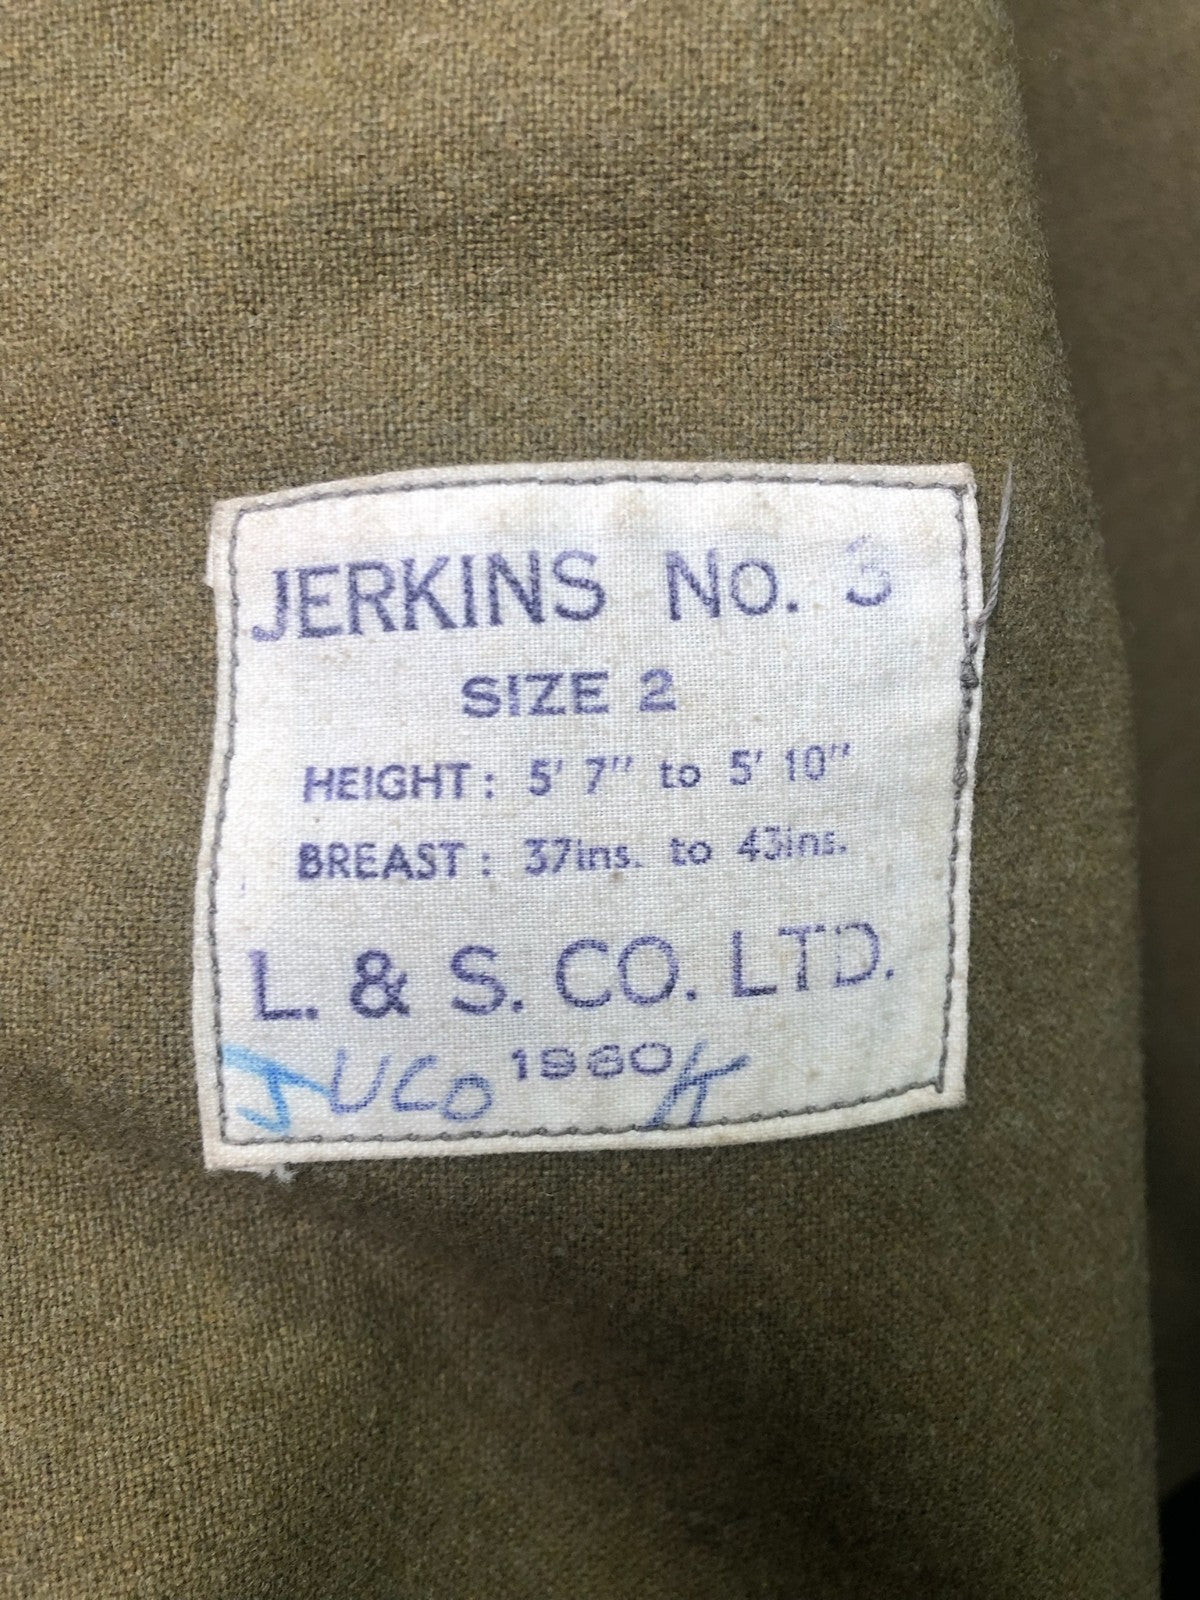 JERKINS No. 3
SIZE 2
HEIGHT: 5' 7" to 5' 10"
BREAST: 37ins. to 43ins.
L. & S. CO. LTD.
1960